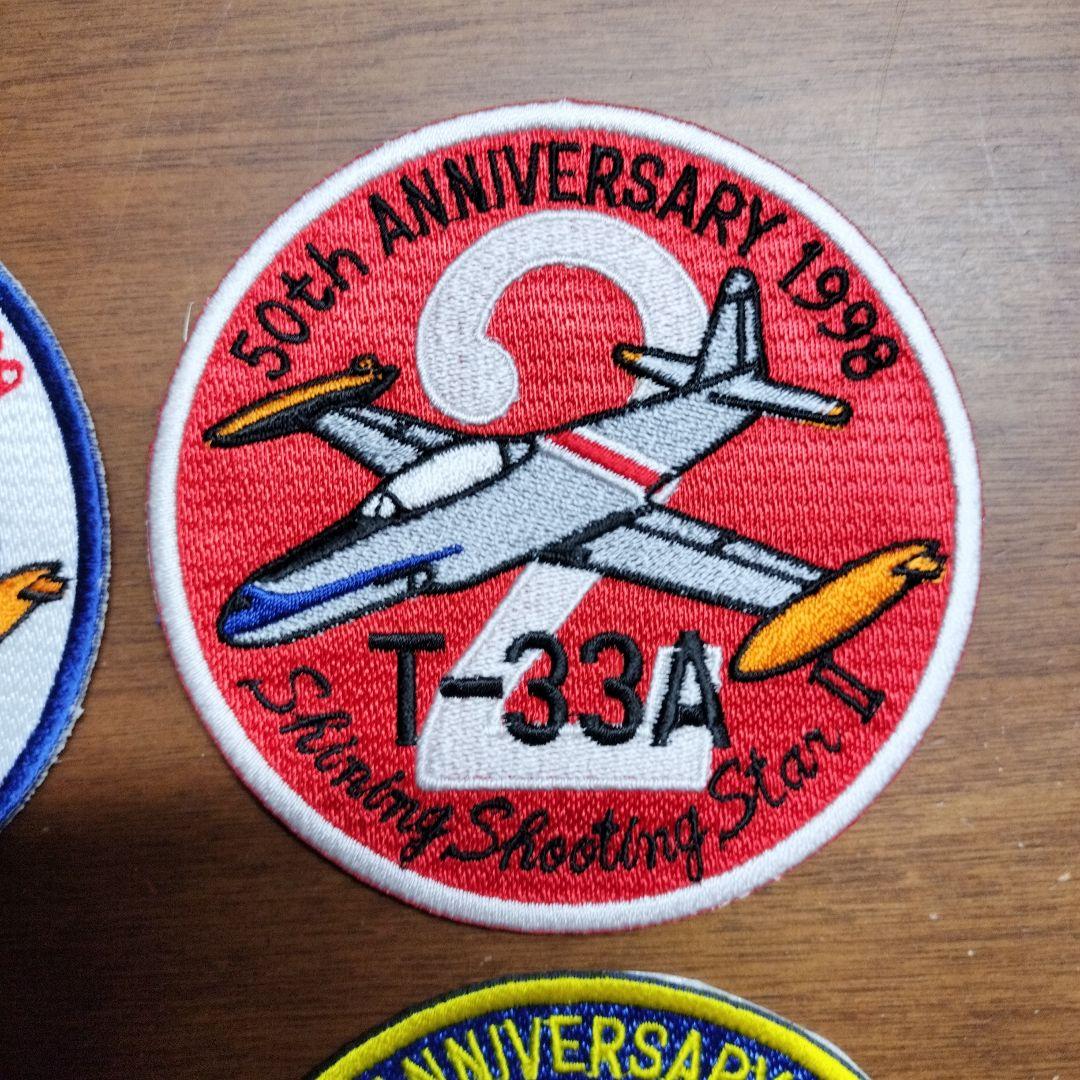 50th ANNIVERSARY 1998
2
T-33A
Shining Shooting Star II
ANNIVERSARY